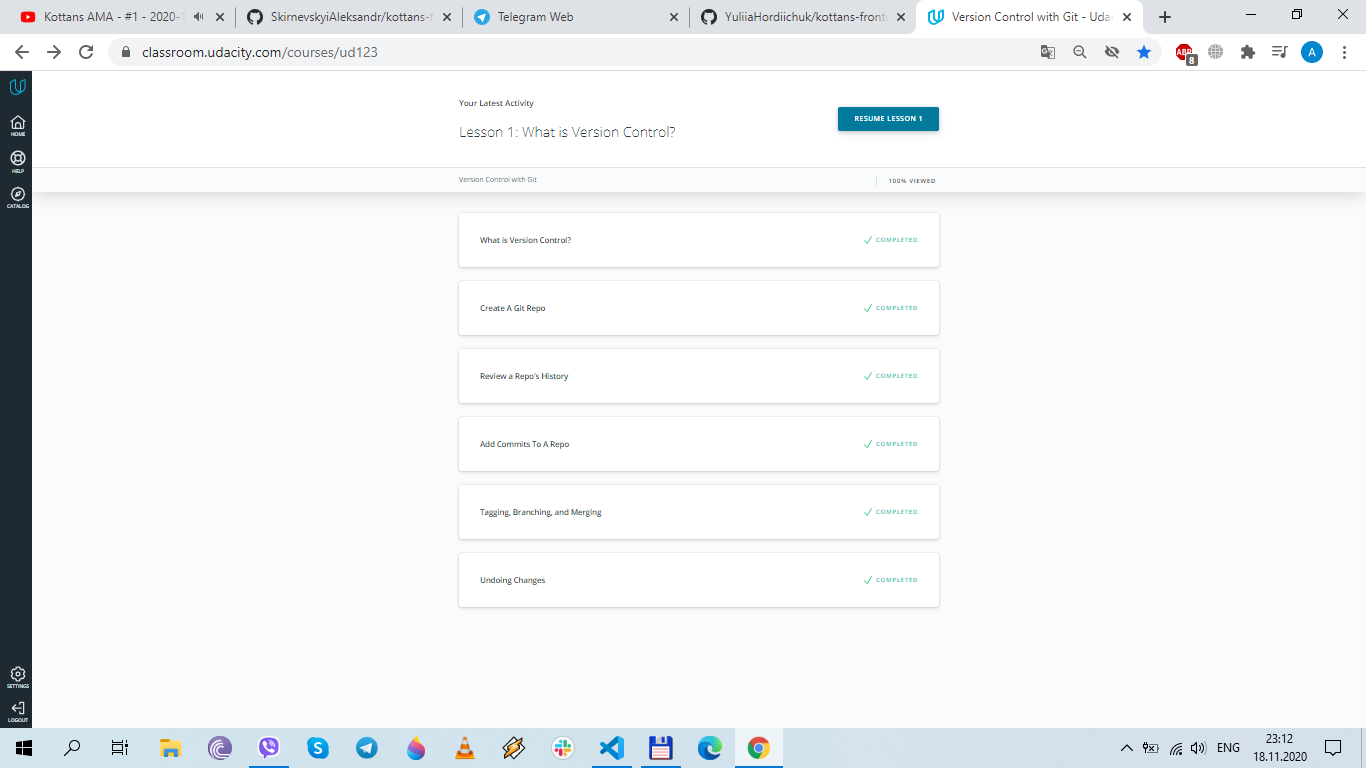 Kottans AMA - #1 - 2020-1
SkirnevskyiAleksandr/kottans-f
Telegram Web
YuliiaHordiichuk/kottans-front
Version Control with Git - Udac
classroom.udacity.com/courses/ud123
ABP
8
A
HOME
HELP
CATALOG
SETTINGS
LOGOUT
Your Latest Activity
Lesson 1: What is Version Control?
RESUME LESSON 1
Version Control with Git
100% VIEWED
What is Version Control?
COMPLETED
Create A Git Repo
COMPLETED
Review a Repo's History
COMPLETED
Add Commits To A Repo
COMPLETED
Tagging, Branching, and Merging
COMPLETED
Undoing Changes
COMPLETED
ENG
23:12
18.11.2020